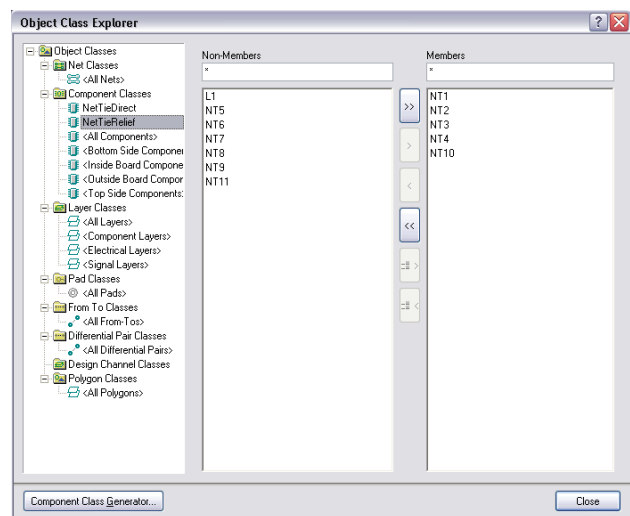 Object Class Explorer
Object Classes
Net Classes
<All Nets>
Component Classes
NetTieDirect
NetTieRelief
<All Components>
<Bottom Side Componer
<Inside Board Compone
<Outside Board Compor
<Top Side Components:
Layer Classes
<All Layers>
<Component Layers>
<Electrical Layers>
<Signal Layers>
Pad Classes
<All Pads>
From To Classes
<All From-Tos>
Differential Pair Classes
<All Differential Pairs>
Design Channel Classes
Polygon Classes
<All Polygons>
Non-Members
*
L1
NT5
NT6
NT7
NT8
NT9
NT11
>>
>
<
<<
>
<
Members
*
NT1
NT2
NT3
NT4
NT10
Component Class Generator...
Close